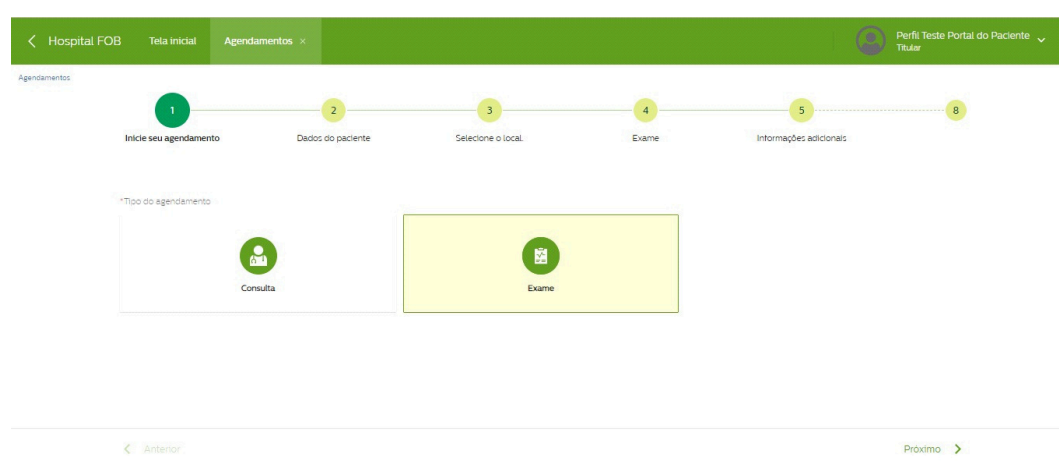 Hospital FOB Tela inicial Agendamentos × Perfil Teste Portal do Paciente
Titular
Agendamentos
1 2 3 4 5 8
Inicie seu agendamento Dados do paciente Selecione o local. Exame Informações adicionais
*Tipo do agendamento
Consulta Exame
Anterior Próximo